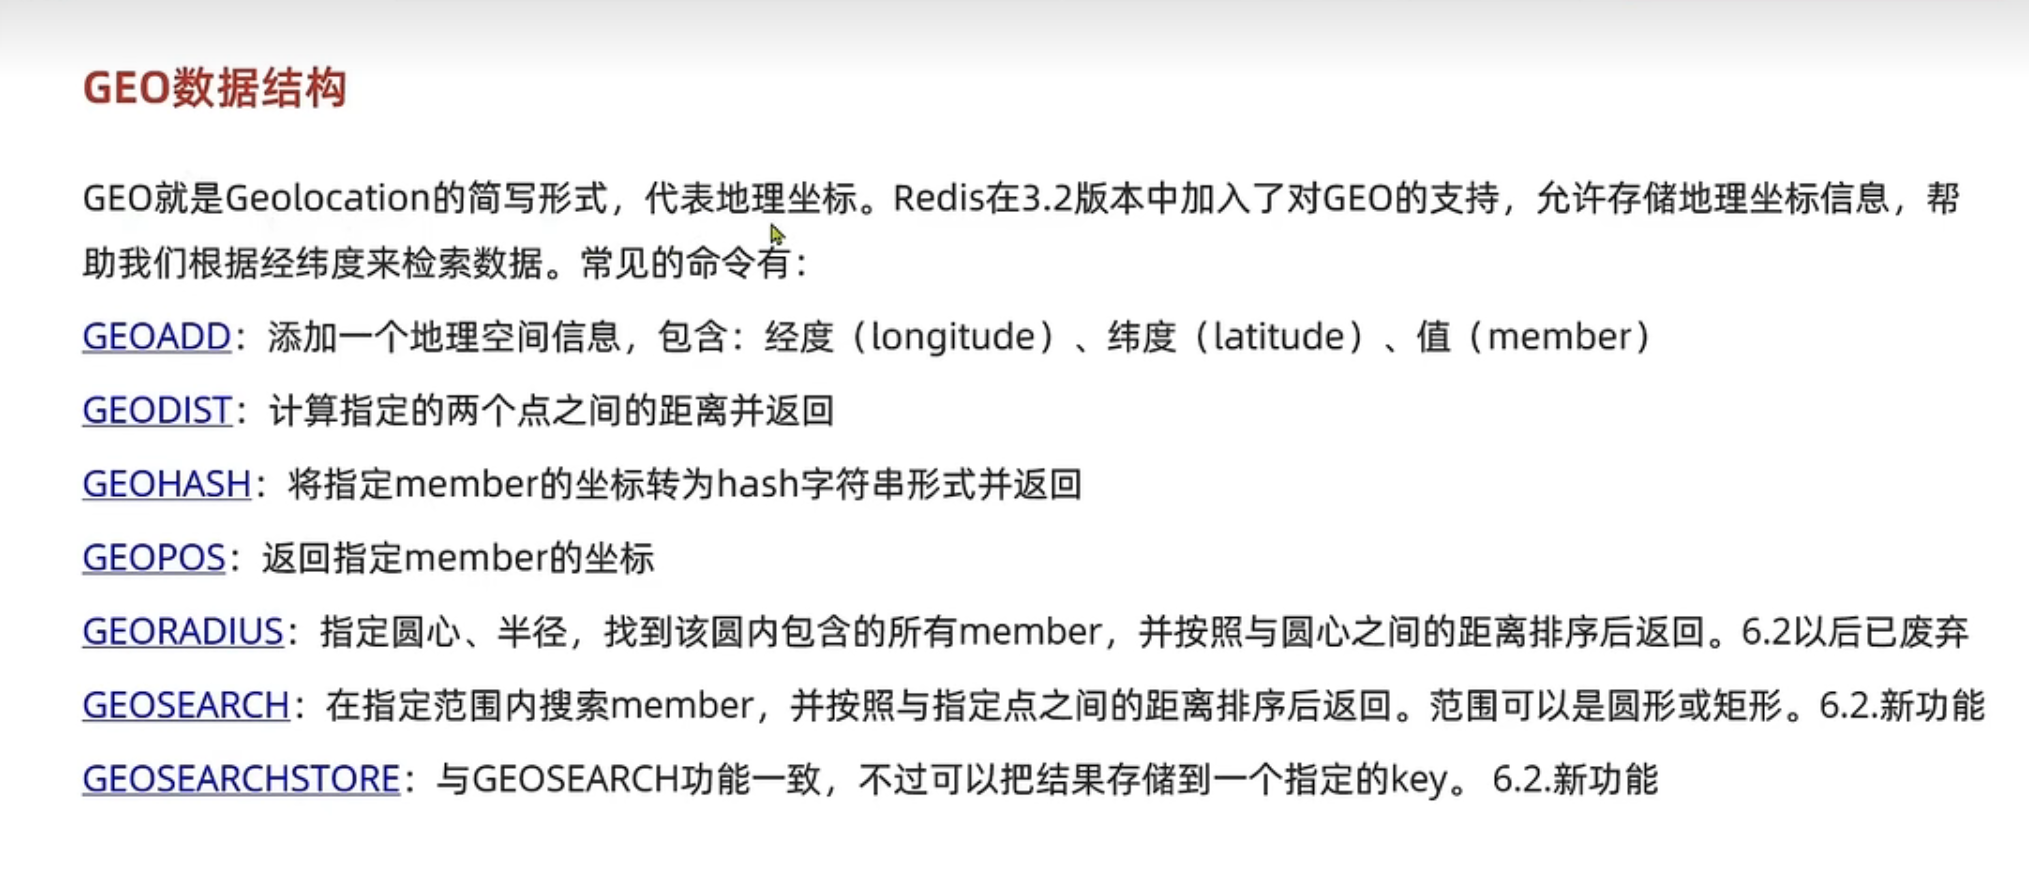 GEO数据结构
GEO就是Geolocation的简写形式，代表地理坐标。Redis在3.2版本中加入了对GEO的支持，允许存储地理坐标信息，帮
助我们根据经纬度来检索数据。常见的命令有：
GEOADD：添加一个地理空间信息，包含：经度（longitude）、纬度（latitude）、值（member）
GEODIST：计算指定的两个点之间的距离并返回
GEOHASH：将指定member的坐标转为hash字符串形式并返回
GEOPOS：返回指定member的坐标
GEORADIUS：指定圆心、半径，找到该圆内包含的所有member，并按照与圆心之间的距离排序后返回。6.2以后已废弃
GEOSEARCH：在指定范围内搜索member，并按照与指定点之间的距离排序后返回。范围可以是圆形或矩形。6.2.新功能
GEOSEARCHSTORE：与GEOSEARCH功能一致，不过可以把结果存储到一个指定的key。 6.2.新功能